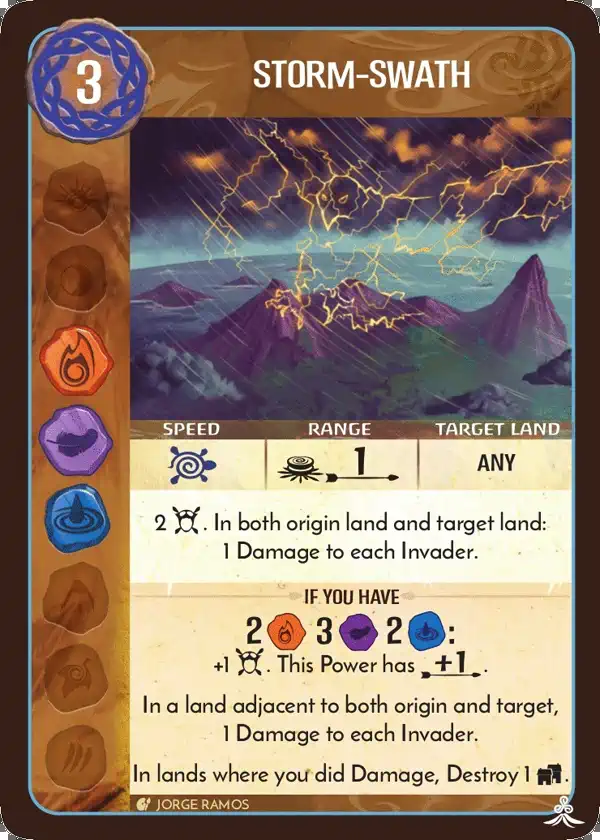 3
STORM-SWATH
SPEED RANGE TARGET LAND
1 ANY
2 . In both origin land and target land:
1 Damage to each Invader.
IF YOU HAVE
2 3 2 :
+1 . This Power has +1 .
In a land adjacent to both origin and target,
1 Damage to each Invader.
In lands where you did Damage, Destroy 1 .
JORGE RAMOS